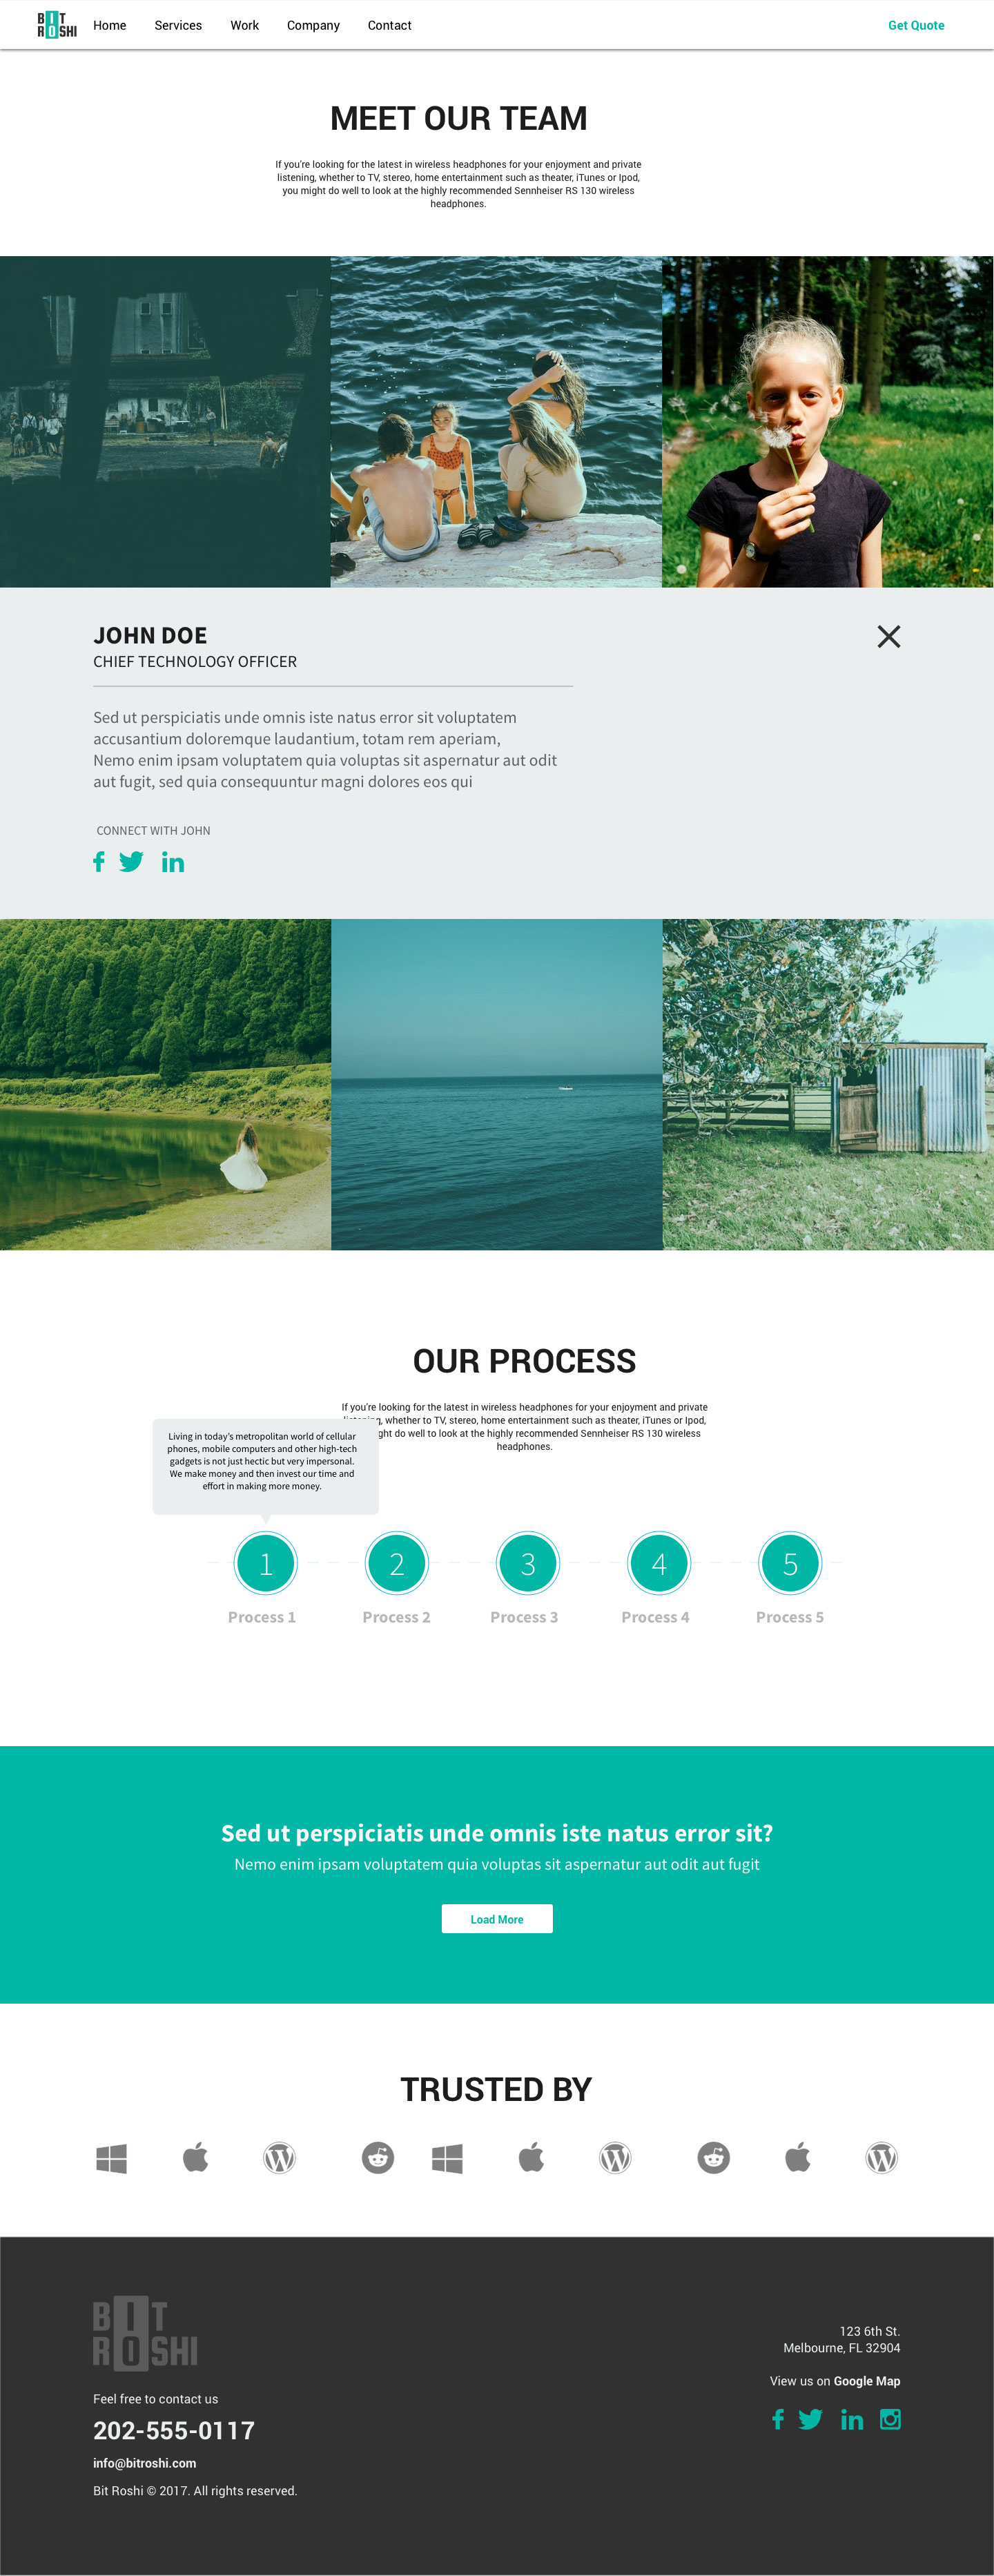 BIT
ROSHI
Home Services Work Company Contact Get Quote
MEET OUR TEAM
If you're looking for the latest in wireless headphones for your enjoyment and private
listening, whether to TV, stereo, home entertainment such as theater, iTunes or Ipod,
you might do well to look at the highly recommended Sennheiser RS 130 wireless
headphones.
JOHN DOE
CHIEF TECHNOLOGY OFFICER
Sed ut perspiciatis unde omnis iste natus error sit voluptatem
accusantium doloremque laudantium, totam rem aperiam,
Nemo enim ipsam voluptatem quia voluptas sit aspernatur aut odit
aut fugit, sed quia consequuntur magni dolores eos qui
CONNECT WITH JOHN
OUR PROCESS
If you're looking for the latest in wireless headphones for your enjoyment and private
whether to TV, stereo, home entertainment such as theater, iTunes or Ipod,
do well to look at the highly recommended Sennheiser RS 130 wireless
headphones.
Living in today's metropolitan world of cellular
phones, mobile computers and other high-tech
gadgets is not just hectic but very impersonal.
We make money and then invest our time and
effort in making more money.
1 2 3 4 5
Process 1 Process 2 Process 3 Process 4 Process 5
Sed ut perspiciatis unde omnis iste natus error sit?
Nemo enim ipsam voluptatem quia voluptas sit aspernatur aut odit aut fugit
Load More
TRUSTED BY
BIT
ROSHI
Feel free to contact us
202-555-0117
info@bitroshi.com
Bit Roshi © 2017. All rights reserved.
123 6th St.
Melbourne, FL 32904
View us on Google Map